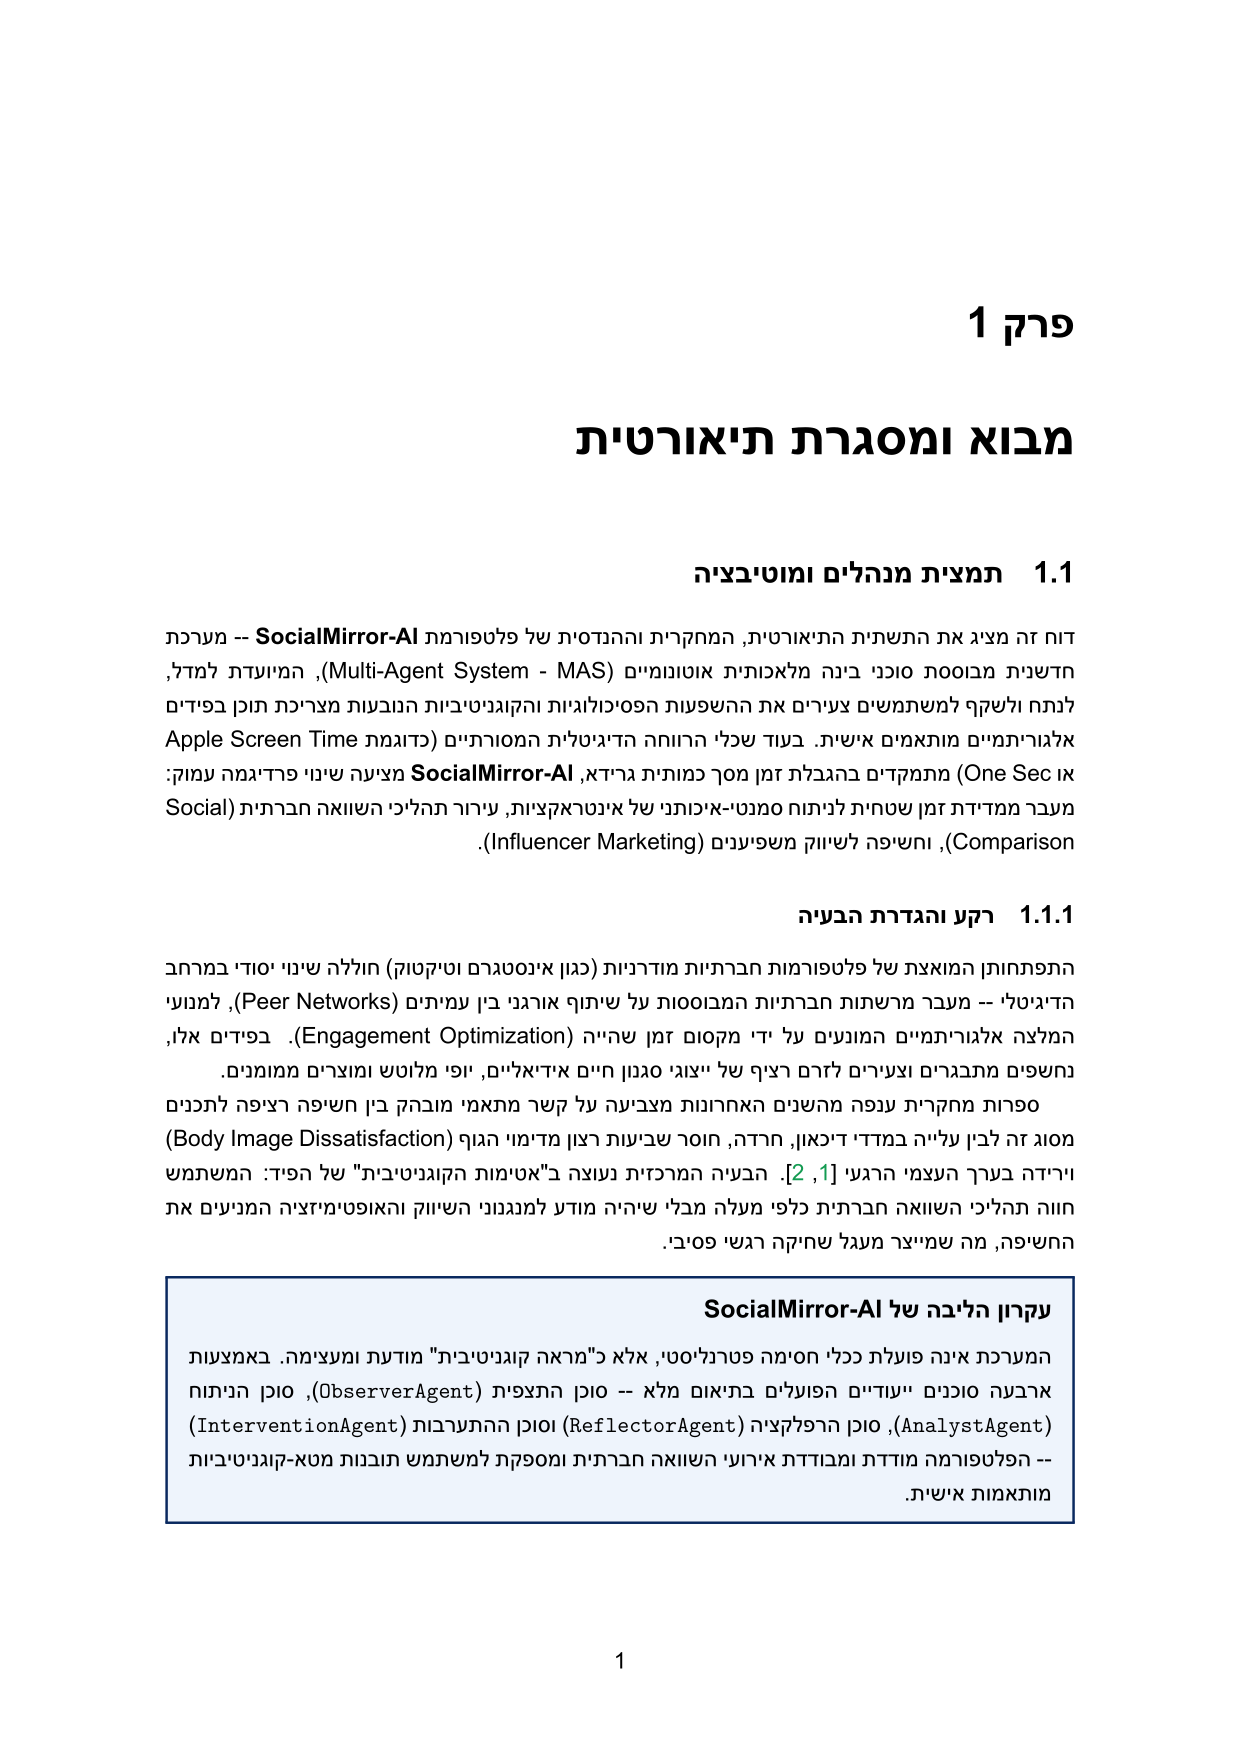 פרק 1
מבוא ומסגרת תיאורטית
1.1 תמצית מנהלים ומוטיבציה
דוח זה מציג את התשתית התיאורטית, המחקרית וההנדסית של פלטפורמת SocialMirror-AI -- מערכת
חדשנית מבוססת סוכני בינה מלאכותית אוטונומיים (Multi-Agent System - MAS), המיועדת למדל,
לנתח ולשקף למשתמשים צעירים את ההשפעות הפסיכולוגיות והקוגניטיביות הנובעות מצריכת תוכן בפידים
אלגוריתמיים מותאמים אישית. בעוד שכלי הרווחה הדיגיטלית המסורתיים (כדוגמת Apple Screen Time
או One Sec) מתמקדים בהגבלת זמן מסך כמותית גרידא, SocialMirror-AI מציעה שינוי פרדיגמה עמוק:
מעבר ממדידת זמן שטחית לניתוח סמנטי-איכותני של אינטראקציות, עירור תהליכי השוואה חברתית (Social
Comparison), וחשיפה לשיווק משפיענים (Influencer Marketing).
1.1.1 רקע והגדרת הבעיה
התפתחותן המואצת של פלטפורמות חברתיות מודרניות (כגון אינסטגרם וטיקטוק) חוללה שינוי יסודי במרחב
הדיגיטלי -- מעבר מרשתות חברתיות המבוססות על שיתוף אורגני בין עמיתים (Peer Networks), למנועי
המלצה אלגוריתמיים המונעים על ידי מקסום זמן שהייה (Engagement Optimization). בפידים אלו,
נחשפים מתבגרים וצעירים לזרם רציף של ייצוגי סגנון חיים אידיאליים, יופי מלוטש ומוצרים ממומנים.
ספרות מחקרית ענפה מהשנים האחרונות מצביעה על קשר מתאמי מובהק בין חשיפה רציפה לתכנים
מסוג זה לבין עלייה במדדי דיכאון, חרדה, חוסר שביעות רצון מדימוי הגוף (Body Image Dissatisfaction)
וירידה בערך העצמי הרגעי [1, 2]. הבעיה המרכזית נעוצה ב"אטימות הקוגניטיבית" של הפיד: המשתמש
חווה תהליכי השוואה חברתית כלפי מעלה מבלי שיהיה מודע למנגנוני השיווק והאופטימיזציה המניעים את
החשיפה, מה שמייצר מעגל שחיקה רגשי פסיבי.
עקרון הליבה של SocialMirror-AI
המערכת אינה פועלת ככלי חסימה פטרנליסטי, אלא כ"מראה קוגניטיבית" מודעת ומעצימה. באמצעות
ארבעה סוכנים ייעודיים הפועלים בתיאום מלא -- סוכן התצפית (ObserverAgent), סוכן הניתוח
(AnalystAgent), סוכן הרפלקציה (ReflectorAgent) וסוכן ההתערבות (InterventionAgent)
-- הפלטפורמה מודדת ומבודדת אירועי השוואה חברתית ומספקת למשתמש תובנות מטא-קוגניטיביות
מותאמות אישית.
1